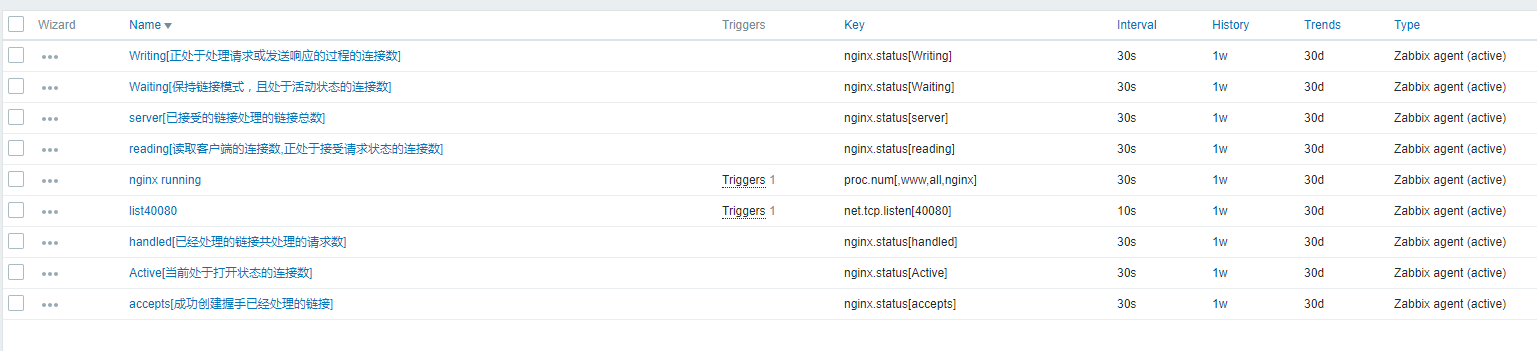 Wizard Name Triggers Key Interval History Trends Type
Writing[正处于处理请求或发送响应的过程的连接数] nginx.status[Writing] 30s 1w 30d Zabbix agent (active)
Waiting[保持链接模式，且处于活动状态的连接数] nginx.status[Waiting] 30s 1w 30d Zabbix agent (active)
server[已接受的链接处理的链接总数] nginx.status[server] 30s 1w 30d Zabbix agent (active)
reading[读取客户端的连接数,正处于接受请求状态的连接数] nginx.status[reading] 30s 1w 30d Zabbix agent (active)
nginx running Triggers 1 proc.num[,www,all,nginx] 30s 1w 30d Zabbix agent (active)
list40080 Triggers 1 net.tcp.listen[40080] 10s 1w 30d Zabbix agent (active)
handled[已经处理的链接共处理的请求数] nginx.status[handled] 30s 1w 30d Zabbix agent (active)
Active[当前处于打开状态的连接数] nginx.status[Active] 30s 1w 30d Zabbix agent (active)
accepts[成功创建握手已经处理的链接] nginx.status[accepts] 30s 1w 30d Zabbix agent (active)